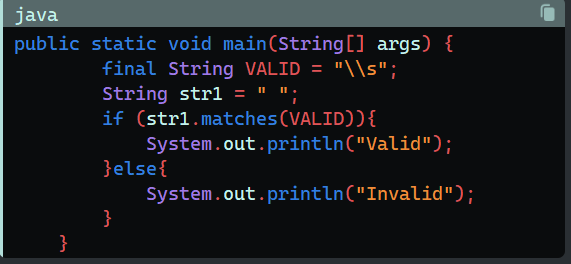 java
public static void main(String[] args) {
        final String VALID = "\\s";
        String str1 = " ";
        if (str1.matches(VALID)){
            System.out.println("Valid");
        }else{
            System.out.println("Invalid");
        }
    }